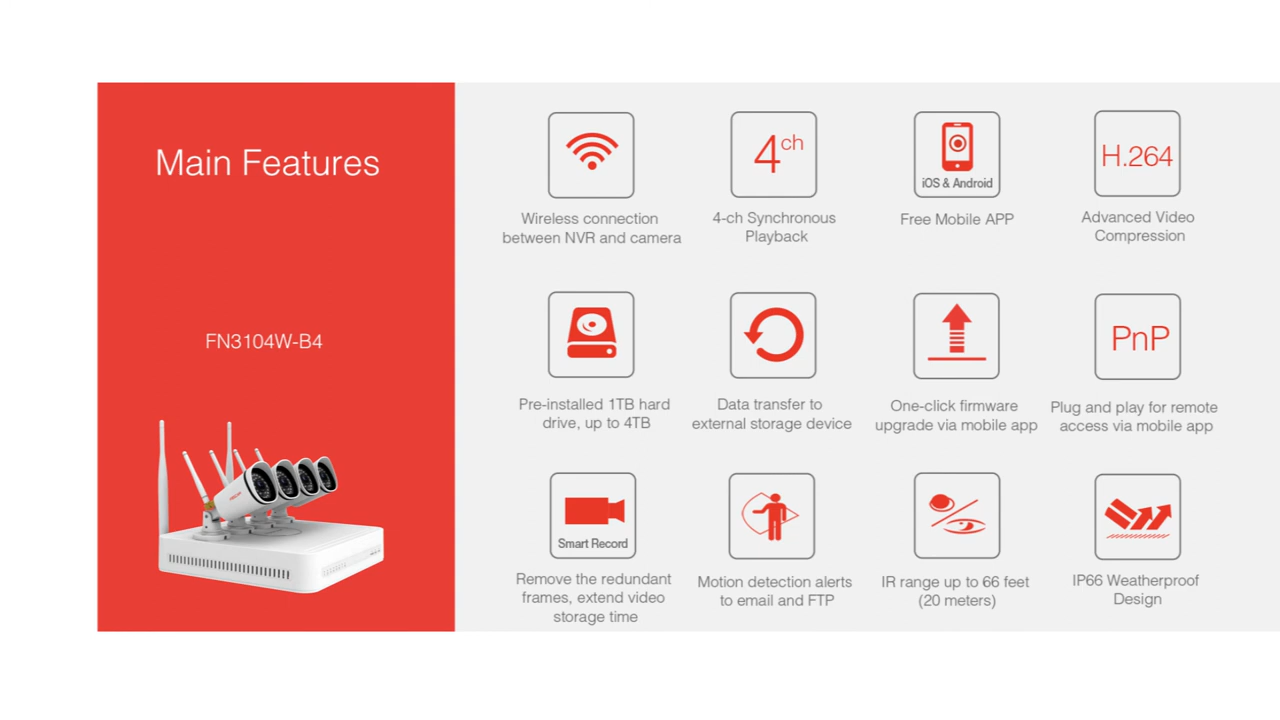 Main Features
FN3104W-B4
Wireless connection
between NVR and camera
4ch
4-ch Synchronous
Playback
iOS & Android
Free Mobile APP
H.264
Advanced Video
Compression
Pre-installed 1TB hard
drive, up to 4TB
Data transfer to
external storage device
One-click firmware
upgrade via mobile app
PnP
Plug and play for remote
access via mobile app
Smart Record
Remove the redundant
frames, extend video
storage time
Motion detection alerts
to email and FTP
IR range up to 66 feet
(20 meters)
IP66 Weatherproof
Design